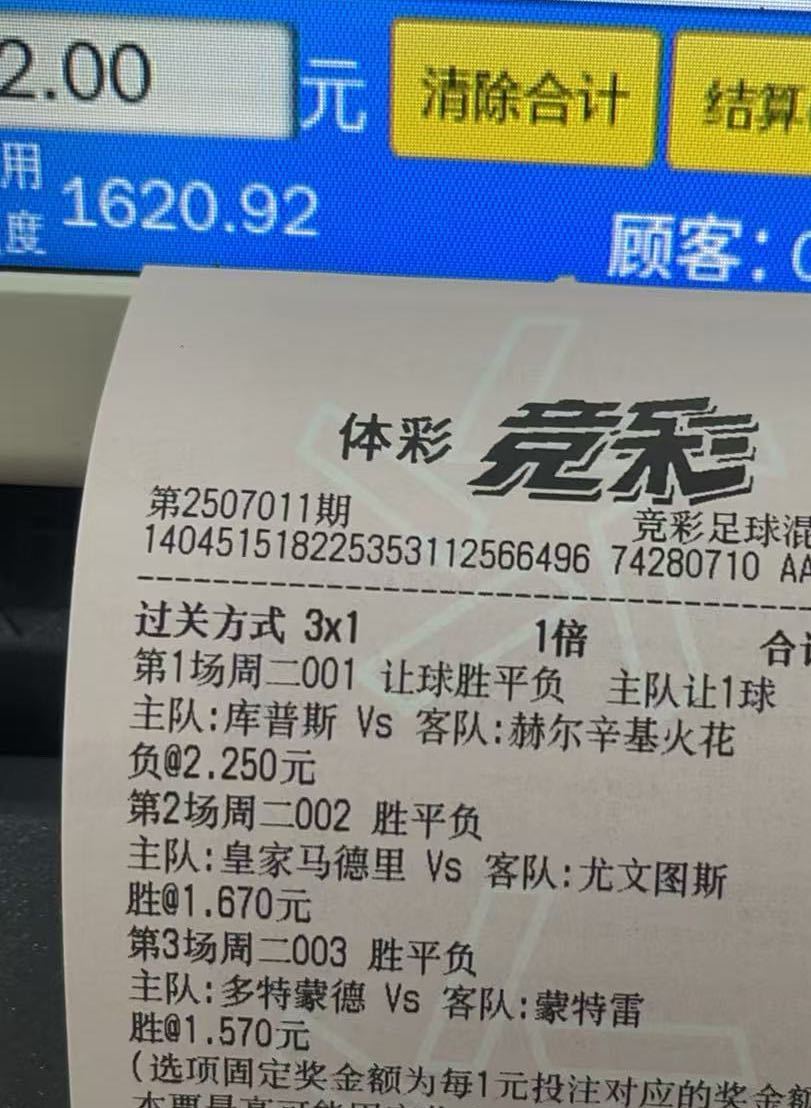 2.00 元 清除合计 结算
用
度 1620.92
顾客:
体彩 竞彩
第2507011期 竞彩足球混
140451518225353112566496 74280710 AA
过关方式 3x1 1倍 合计
第1场周二001 让球胜平负 主队让1球
主队:库普斯 Vs 客队:赫尔辛基火花
负@2.250元
第2场周二002 胜平负
主队:皇家马德里 Vs 客队:尤文图斯
胜@1.670元
第3场周二003 胜平负
主队:多特蒙德 Vs 客队:蒙特雷
胜@1.570元
(选项固定奖金额为每1元投注对应的奖金额